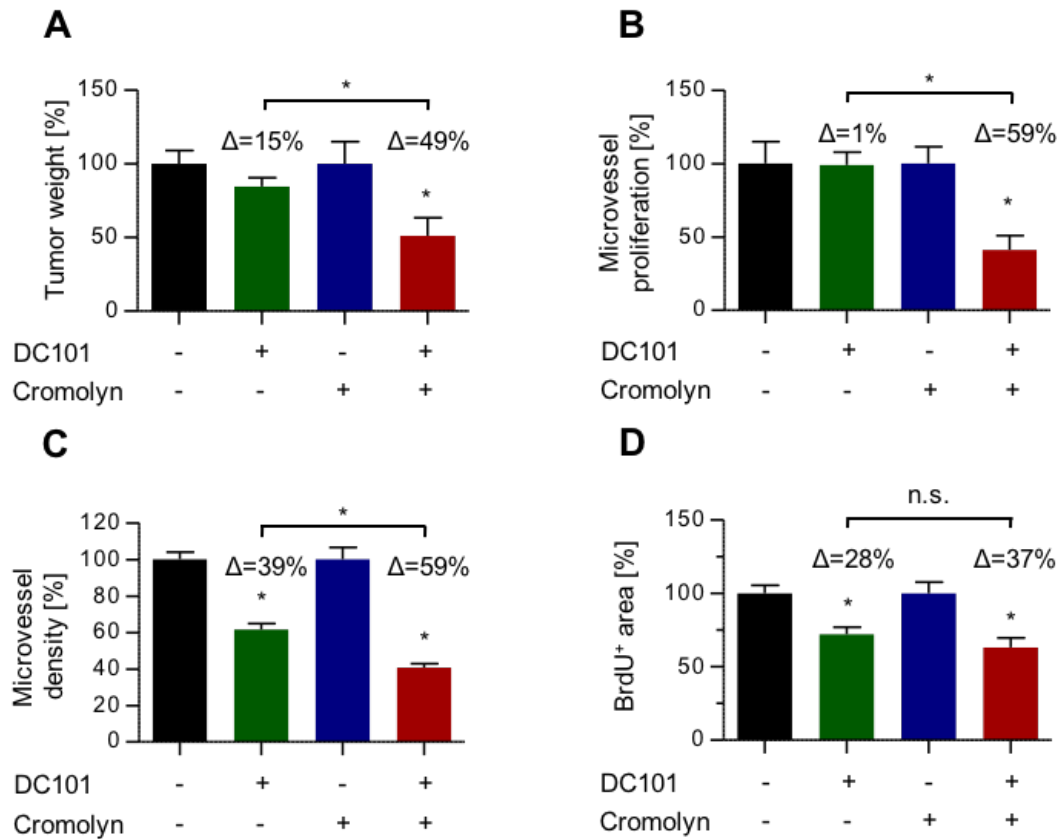 A
Tumor weight [%]
150
100
50
0
*
Δ=15%
Δ=49%
*
DC101 - + - +
Cromolyn - - + +
B
Microvessel
proliferation [%]
150
100
50
0
*
Δ=1%
Δ=59%
*
DC101 - + - +
Cromolyn - - + +
C
Microvessel
density [%]
120
100
80
60
40
20
0
*
Δ=39%
Δ=59%
*
*
DC101 - + - +
Cromolyn - - + +
D
BrdU⁺ area [%]
150
100
50
0
n.s.
Δ=28%
Δ=37%
*
*
DC101 - + - +
Cromolyn - - + +